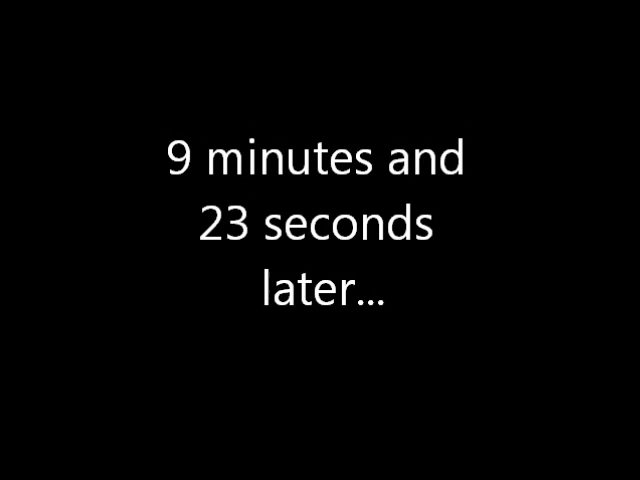 9 minutes and
23 seconds
later...